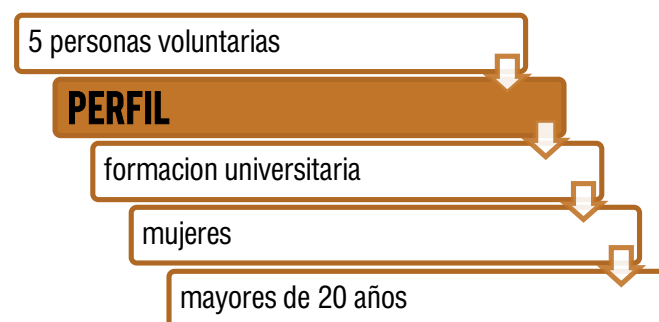 5 personas voluntarias
PERFIL
formacion universitaria
mujeres
mayores de 20 años